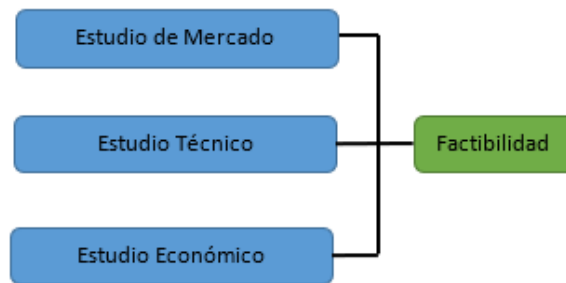 Estudio de Mercado
Estudio Técnico
Factibilidad
Estudio Económico